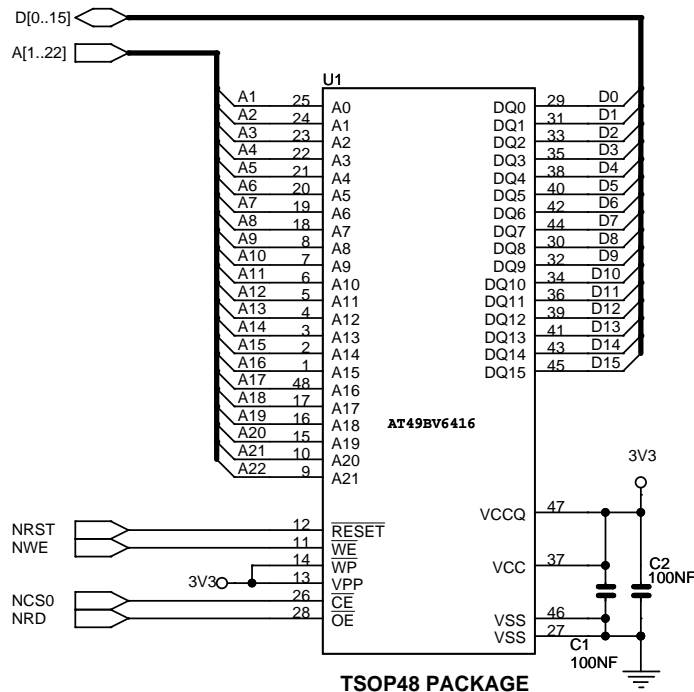 D[0..15]
A[1..22]
U1
A1 25 A0 DQ0 29 D0
A2 24 A1 DQ1 31 D1
A3 23 A2 DQ2 33 D2
A4 22 A3 DQ3 35 D3
A5 21 A4 DQ4 38 D4
A6 20 A5 DQ5 40 D5
A7 19 A6 DQ6 42 D6
A8 18 A7 DQ7 44 D7
A9 8 A8 DQ8 30 D8
A10 7 A9 DQ9 32 D9
A11 6 A10 DQ10 34 D10
A12 5 A11 DQ11 36 D11
A13 4 A12 DQ12 39 D12
A14 3 A13 DQ13 41 D13
A15 2 A14 DQ14 43 D14
A16 1 A15 DQ15 45 D15
A17 48 A16
A18 17 A17
A19 16 A18
A20 15 A19
A21 10 A20
A22 9 A21
AT49BV6416
3V3
VCCQ 47
NRST 12 RESET
NWE 11 WE
14 WP
3V3 13 VPP
VCC 37
C2
100NF
NCS0 26 CE
NRD 28 OE
VSS 46
VSS 27
C1
100NF
TSOP48 PACKAGE